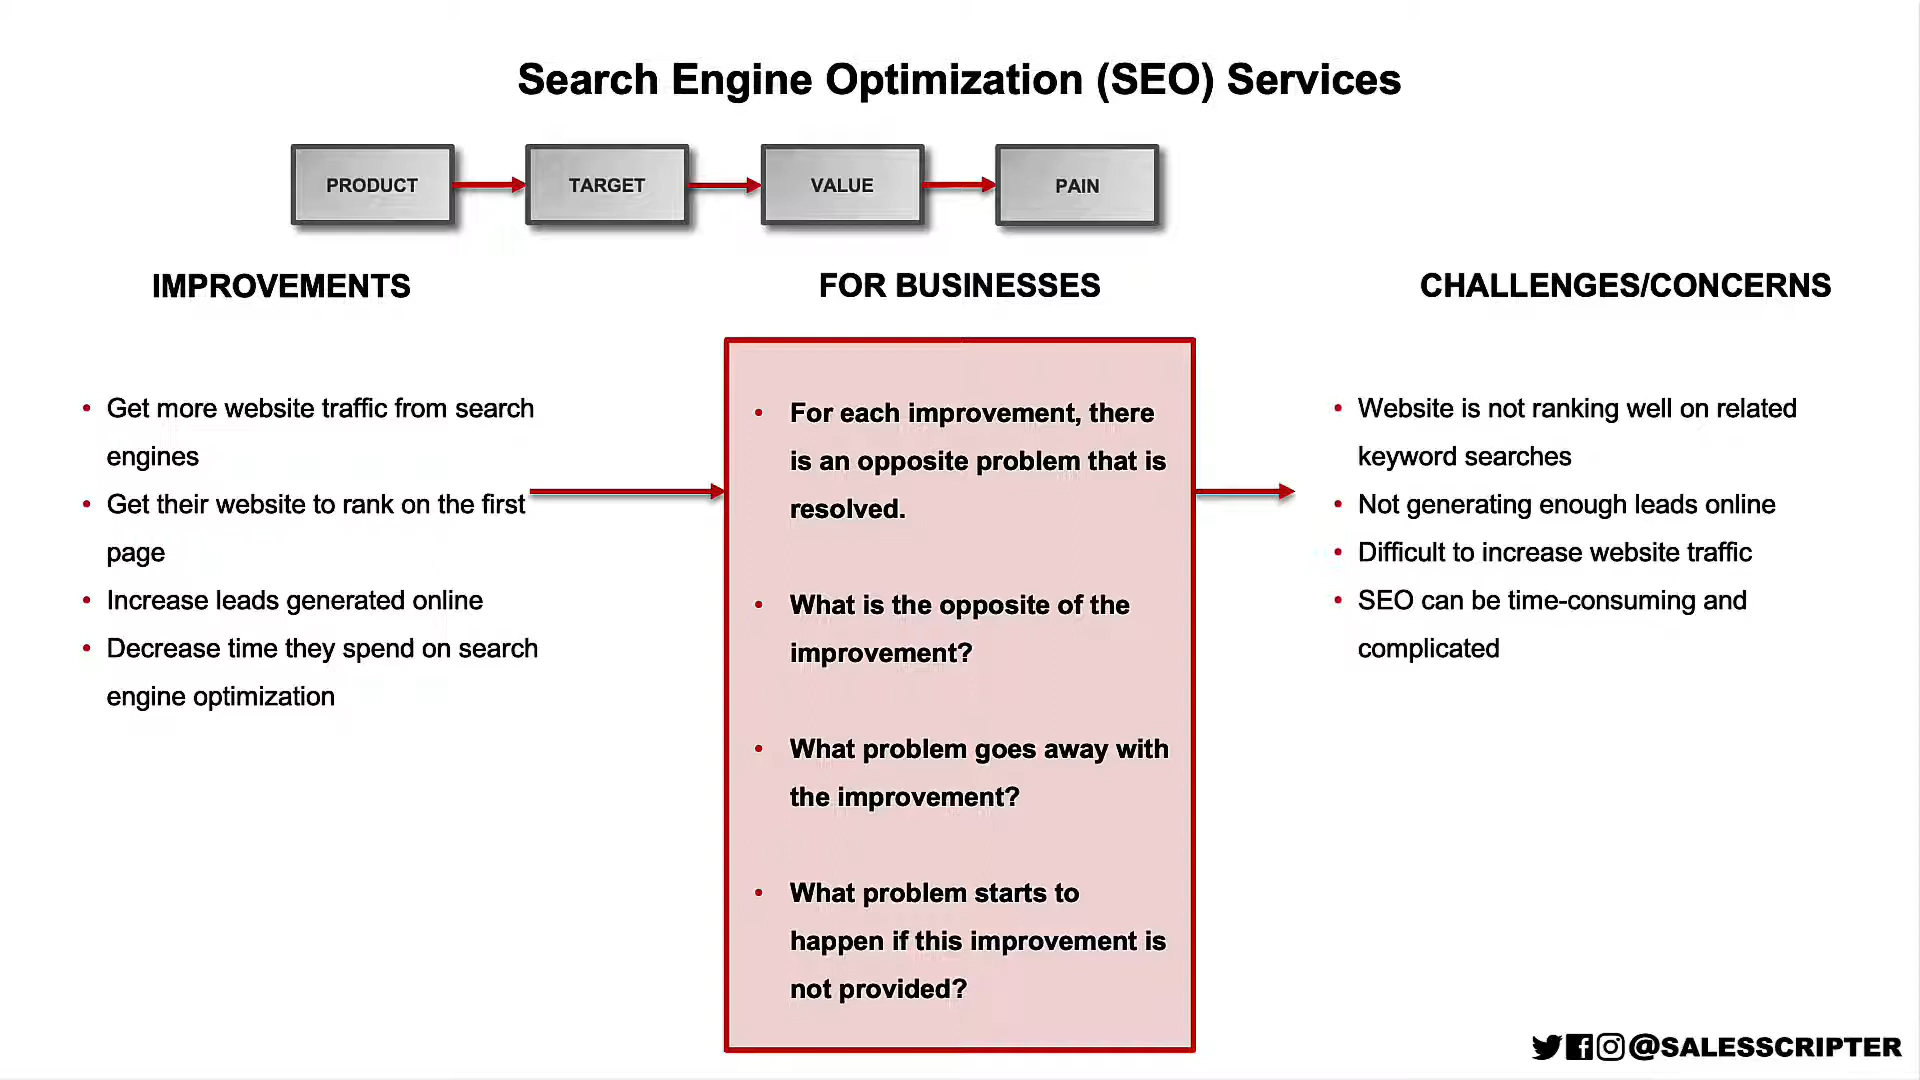 Search Engine Optimization (SEO) Services
PRODUCT
TARGET
VALUE
PAIN
IMPROVEMENTS
• Get more website traffic from search
engines
• Get their website to rank on the first
page
• Increase leads generated online
• Decrease time they spend on search
engine optimization
FOR BUSINESSES
• For each improvement, there
is an opposite problem that is
resolved.
• What is the opposite of the
improvement?
• What problem goes away with
the improvement?
• What problem starts to
happen if this improvement is
not provided?
CHALLENGES/CONCERNS
• Website is not ranking well on related
keyword searches
• Not generating enough leads online
• Difficult to increase website traffic
• SEO can be time-consuming and
complicated
@SALESSCRIPTER